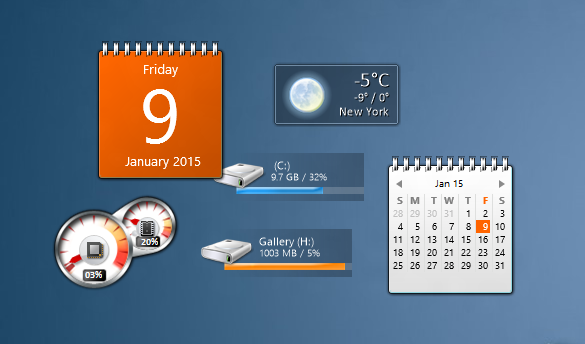 Friday
9
January 2015
-5°C
-9° / 0°
New York
(C:)
9.7 GB / 32%
Gallery (H:)
1003 MB / 5%
20%
03%
Jan 15
S M T W T F S
28 29 30 31 1 2 3
4 5 6 7 8 9 10
11 12 13 14 15 16 17
18 19 20 21 22 23 24
25 26 27 28 29 30 31